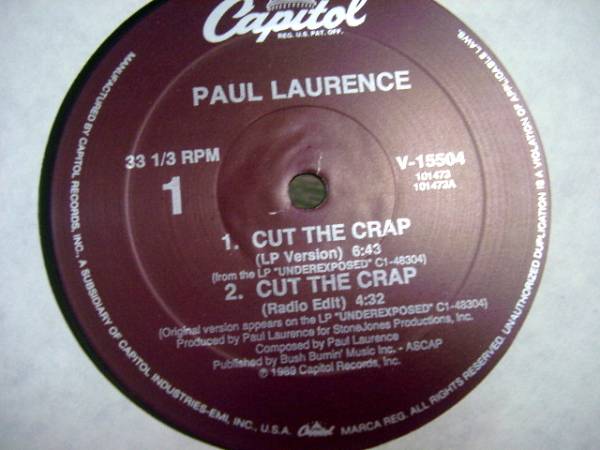 Capitol
REG. U.S. PAT. OFF.
PAUL LAURENCE
33 1/3 RPM
V-15504
101473
101473A
1
1. CUT THE CRAP
(LP Version) 6:43
(from the LP "UNDEREXPOSED" C1-48304)
2. CUT THE CRAP
(Radio Edit) 4:32
(Original version appears on the LP "UNDEREXPOSED" C1-48304)
Produced by Paul Laurence for StoneJones Productions, Inc.
Composed by Paul Laurence
Published by Bush Burnin' Music Inc. - ASCAP
℗ 1989 Capitol Records, Inc.
MANUFACTURED BY CAPITOL RECORDS, INC., A SUBSIDIARY OF CAPITOL INDUSTRIES-EMI, INC., U.S.A. Capitol MARCA REG. ALL RIGHTS RESERVED. UNAUTHORIZED DUPLICATION IS A VIOLATION OF APPLICABLE LAWS.